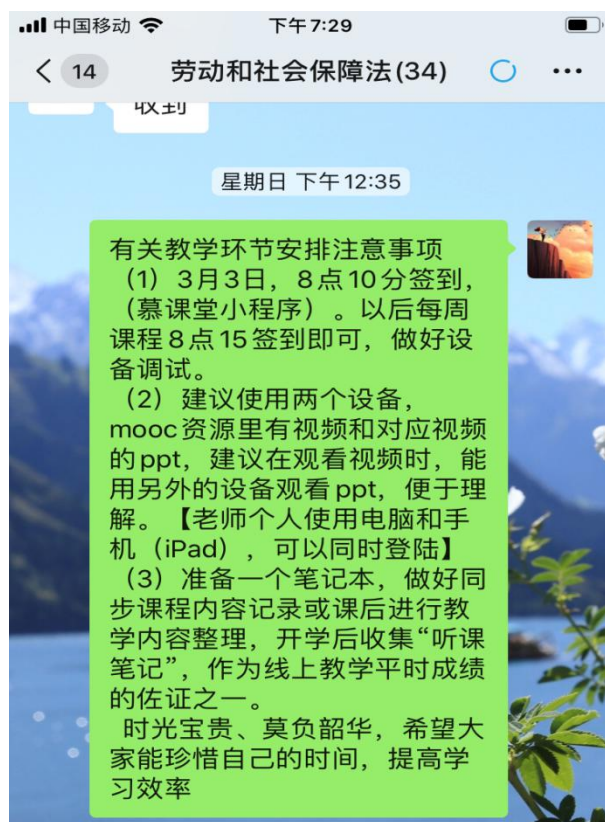 中国移动 下午7:29
14 劳动和社会保障法(34)
收到
星期日 下午12:35
有关教学环节安排注意事项
（1）3月3日，8点10分签到，
（慕课堂小程序）。以后每周
课程8点15签到即可，做好设
备调试。
（2）建议使用两个设备，
mooc资源里有视频和对应视频
的ppt，建议在观看视频时，能
用另外的设备观看ppt，便于理
解。【老师个人使用电脑和手
机（iPad），可以同时登陆】
（3）准备一个笔记本，做好同
步课程内容记录或课后进行教
学内容整理，开学后收集“听课
笔记”，作为线上教学平时成绩
的佐证之一。
时光宝贵、莫负韶华，希望大
家能珍惜自己的时间，提高学
习效率